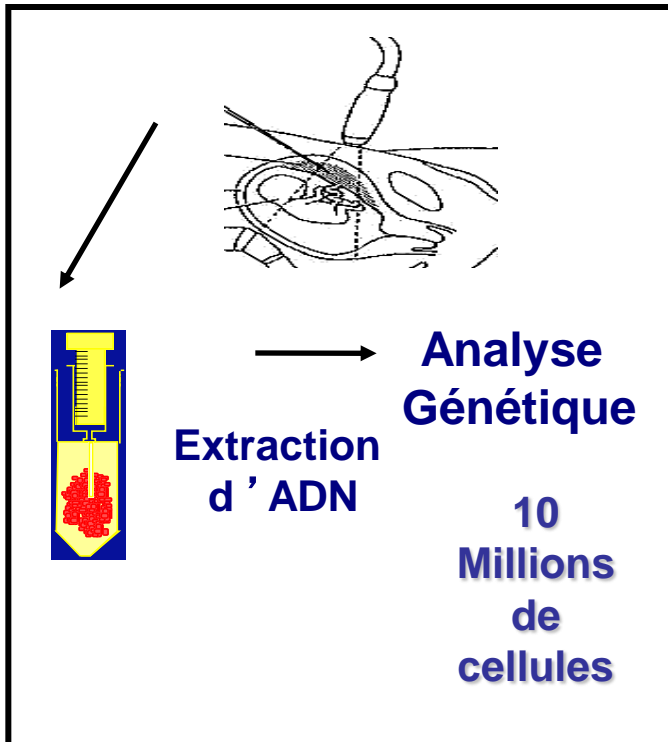 Analyse
Génétique
Extraction
d ’ ADN
10
Millions
de
cellules